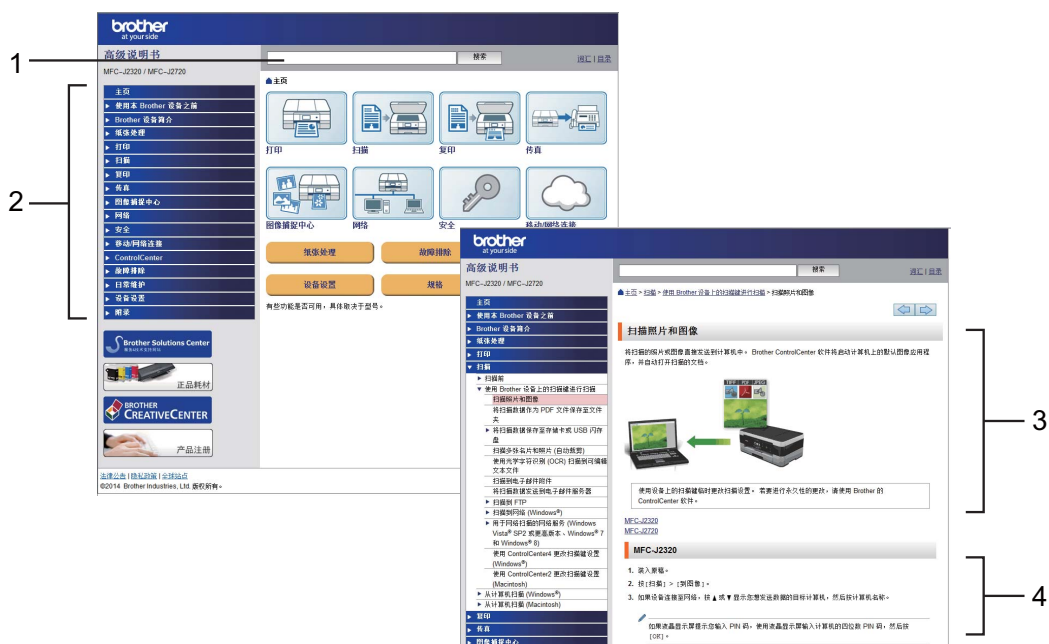 brother
at your side
高级说明书
MFC-J2320 / MFC-J2720
搜索
词汇 | 目录
1
主页
主页
使用本 Brother 设备之前
Brother 设备简介
纸张处理
打印
扫描
复印
传真
图像捕捉中心
网络
安全
移动/网络连接
ControlCenter
故障排除
日常维护
设备设置
附录
2
打印
扫描
复印
传真
图像捕捉中心
网络
安全
移动/网络连接
纸张处理
故障排除
设备设置
规格
有些功能是否可用，具体取决于型号。
Brother Solutions Center
正品耗材
BROTHER
CREATIVECENTER
产品注册
法律公告 | 隐私政策 | 全球站点
©2014 Brother Industries, Ltd. 版权所有。
brother
at your side
高级说明书
MFC-J2320 / MFC-J2720
搜索
词汇 | 目录
主页
使用本 Brother 设备之前
Brother 设备简介
纸张处理
打印
扫描
扫描前
使用 Brother 设备上的扫描键进行扫描
扫描照片和图像
将扫描数据作为 PDF 文件保存至文件
夹
将扫描数据保存至存储卡或 USB 闪存
盘
扫描多张名片和照片 (自动裁剪)
使用光学字符识别 (OCR) 扫描到可编辑
文本文件
扫描到电子邮件附件
将扫描数据发送到电子邮件服务器
扫描到 FTP
扫描到网络 (Windows®)
用于网络扫描的网络服务 (Windows
Vista® SP2 或更高版本、Windows® 7
和 Windows® 8)
使用 ControlCenter4 更改扫描键设置
(Windows®)
使用 ControlCenter2 更改扫描键设置
(Macintosh)
从计算机扫描 (Windows®)
从计算机扫描 (Macintosh)
复印
传真
图像捕捉中心
主页 > 扫描 > 使用 Brother 设备上的扫描键进行扫描 > 扫描照片和图像
扫描照片和图像
将扫描的照片或图像直接发送到计算机中。 Brother ControlCenter 软件将启动计算机上的默认图像应用程
序，并自动打开扫描的文档。
TIFF PDF JPEG
使用设备上的扫描键临时更改扫描设置。 若要进行永久性的更改，请使用 Brother 的
ControlCenter 软件。
3
MFC-J2320
MFC-J2720
MFC-J2320
1. 装入原稿。
2. 按 [扫描] > [到图像]。
3. 如果设备连接至网络，按 ▲ 或 ▼ 显示您想发送数据的目标计算机，然后按计算机名称。
如果液晶显示屏提示您输入 PIN 码，使用液晶显示屏输入计算机的四位数 PIN 码，然后按
[OK]。
4